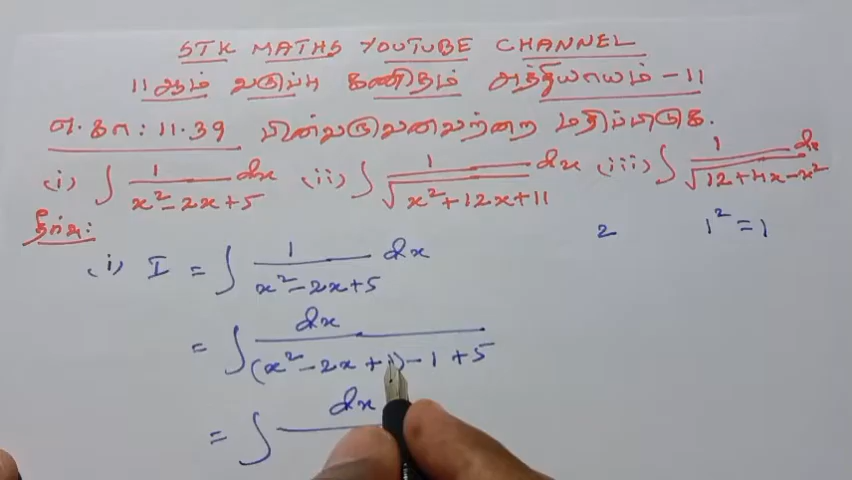 STK MATHS YOUTUBE CHANNEL
11 ஆம் வகுப்பு கணிதம் அத்தியாயம் - 11
எ.கா : 11.39 பின்வருவனவற்றை மதிப்பிடுக.
(i) ∫ 1/(x² - 2x + 5) dx (ii) ∫ 1/√(x² + 12x + 11) dx (iii) ∫ 1/√(12 + 4x - x²) dx
தீர்வு:
2 1² = 1
(i) I = ∫ 1/(x² - 2x + 5) dx
= ∫ dx/((x² - 2x + 1) - 1 + 5)
= ∫ dx